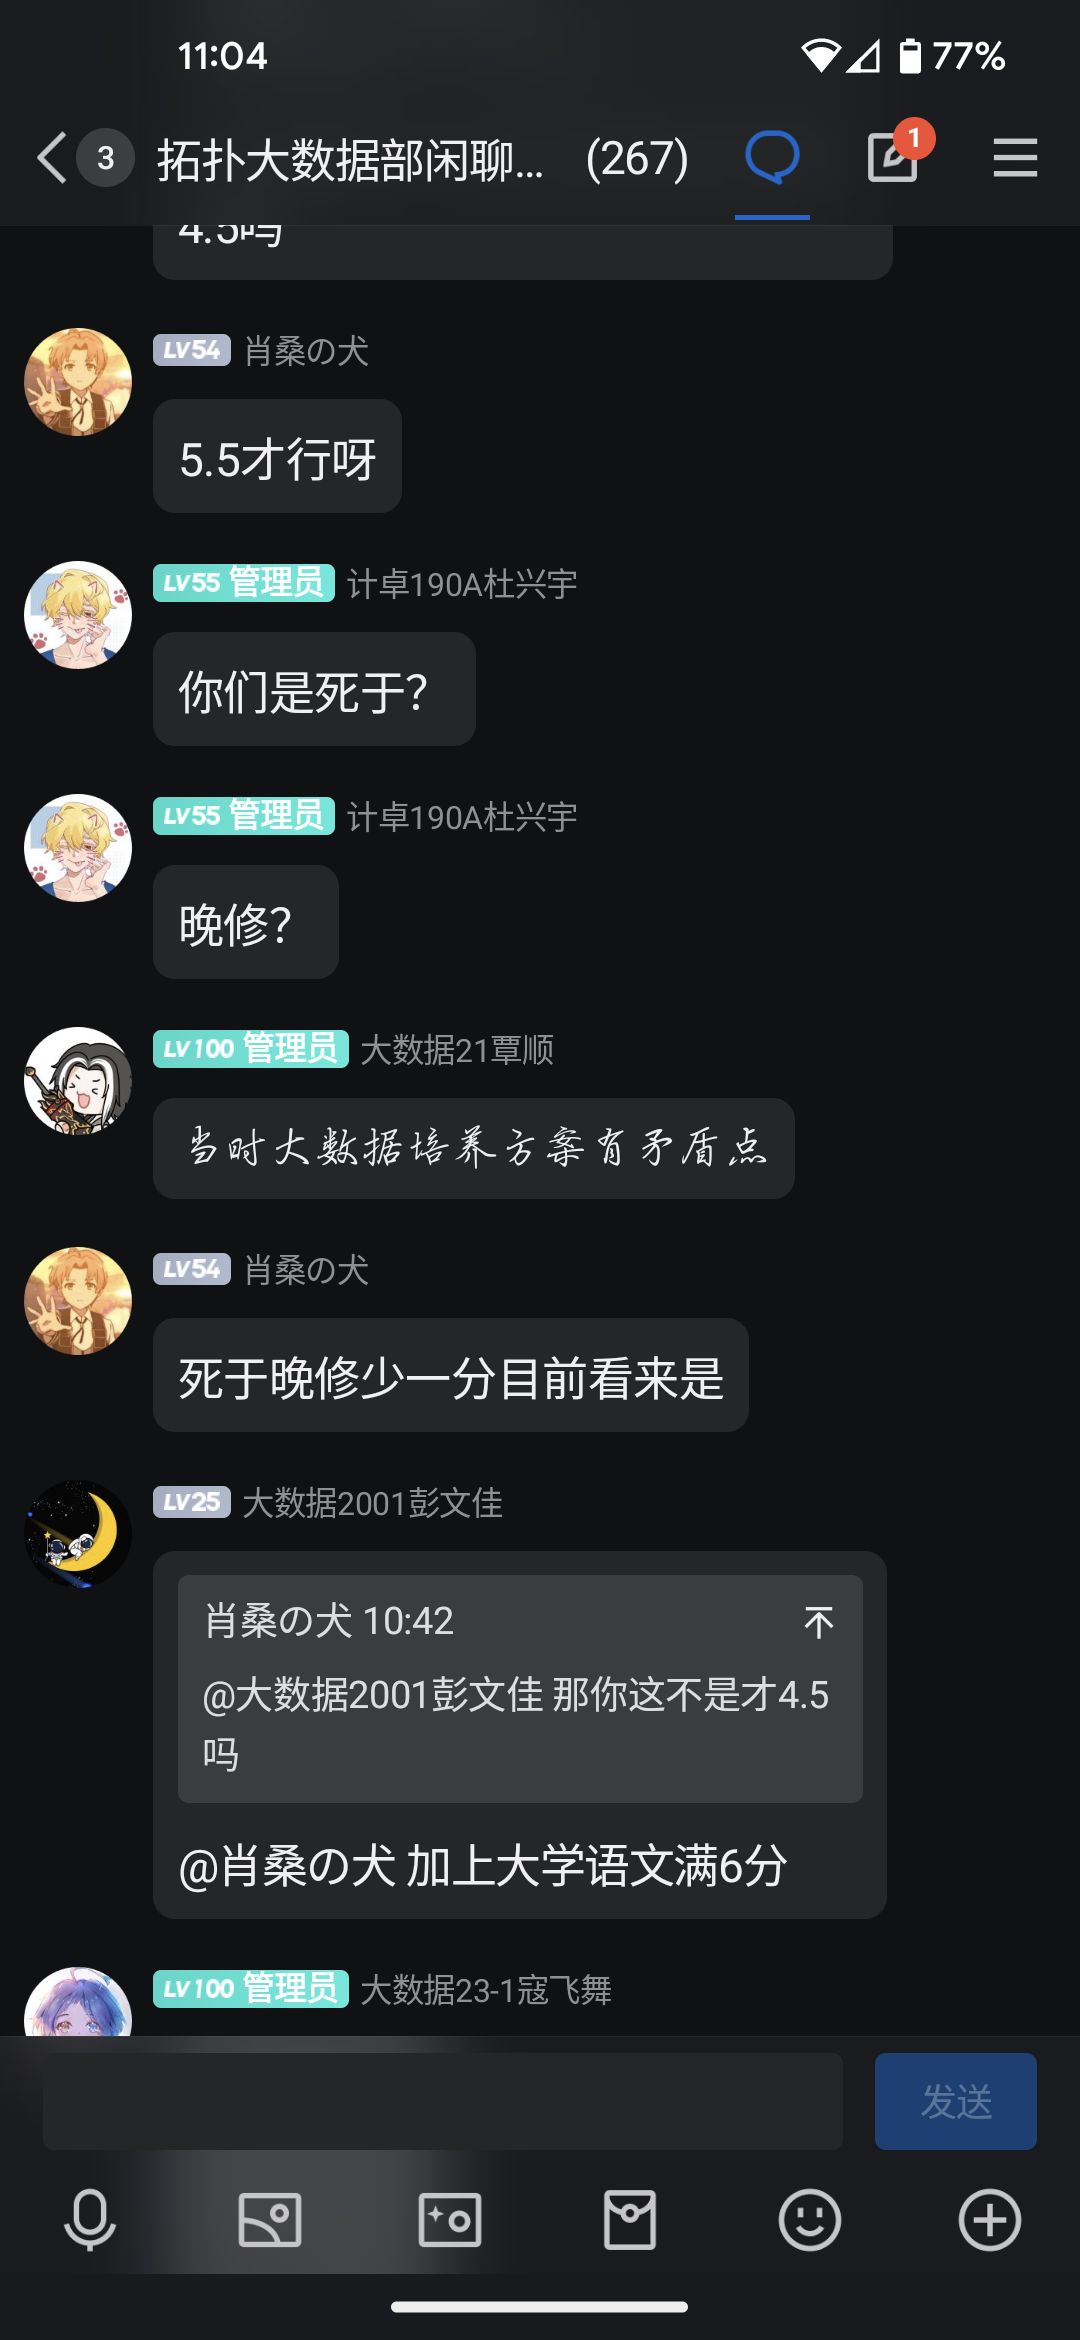 11:04
77%
3
拓扑大数据部闲聊... (267)
1
4.5吗
LV54 肖桑の犬
5.5才行呀
LV55 管理员 计卓190A杜兴宇
你们是死于？
LV55 管理员 计卓190A杜兴宇
晚修？
LV100 管理员 大数据21覃顺
当时大数据培养方案有矛盾点
LV54 肖桑の犬
死于晚修少一分目前看来是
LV25 大数据2001彭文佳
肖桑の犬 10:42
@大数据2001彭文佳 那你这不是才4.5
吗
@肖桑の犬 加上大学语文满6分
LV100 管理员 大数据23-1寇飞舞
发送